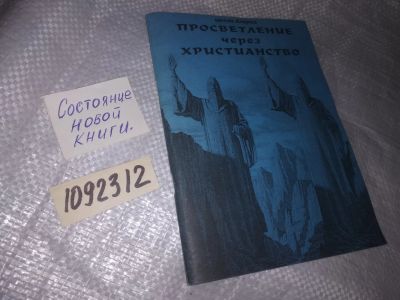 ПРОСВЕТЛЕНИЕ
через
ХРИСТИАНСТВО
Состояние
новой
книги.
1092312